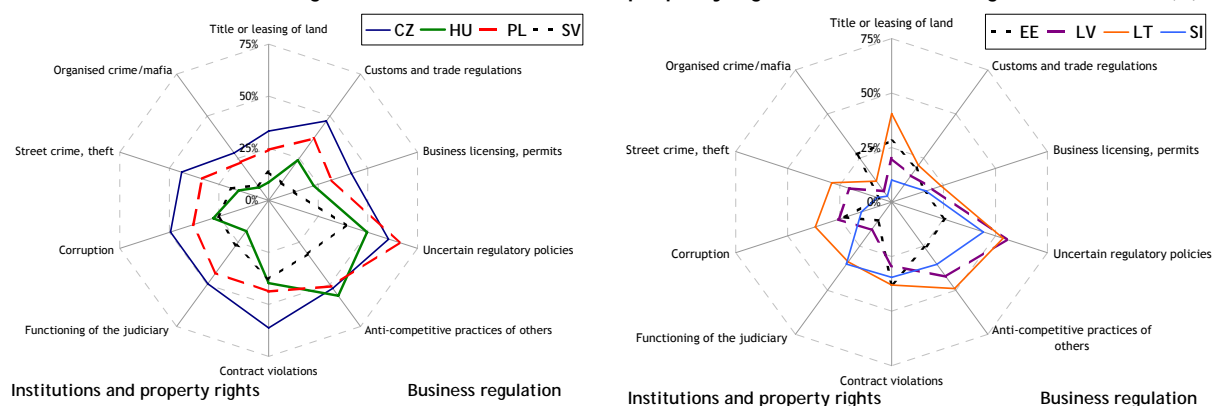 Title or leasing of land
75%
CZ HU PL SV
Organised crime/mafia
Customs and trade regulations
50%
Street crime, theft
25%
Business licensing, permits
0%
Corruption
Uncertain regulatory policies
Functioning of the judiciary
Anti-competitive practices of others
Contract violations
Institutions and property rights
Business regulation
Title or leasing of land
75%
EE LV LT SI
Organised crime/mafia
Customs and trade regulations
50%
Street crime, theft
25%
Business licensing, permits
0%
Corruption
Uncertain regulatory policies
Functioning of the judiciary
Anti-competitive practices of
others
Contract violations
Institutions and property rights
Business regulation